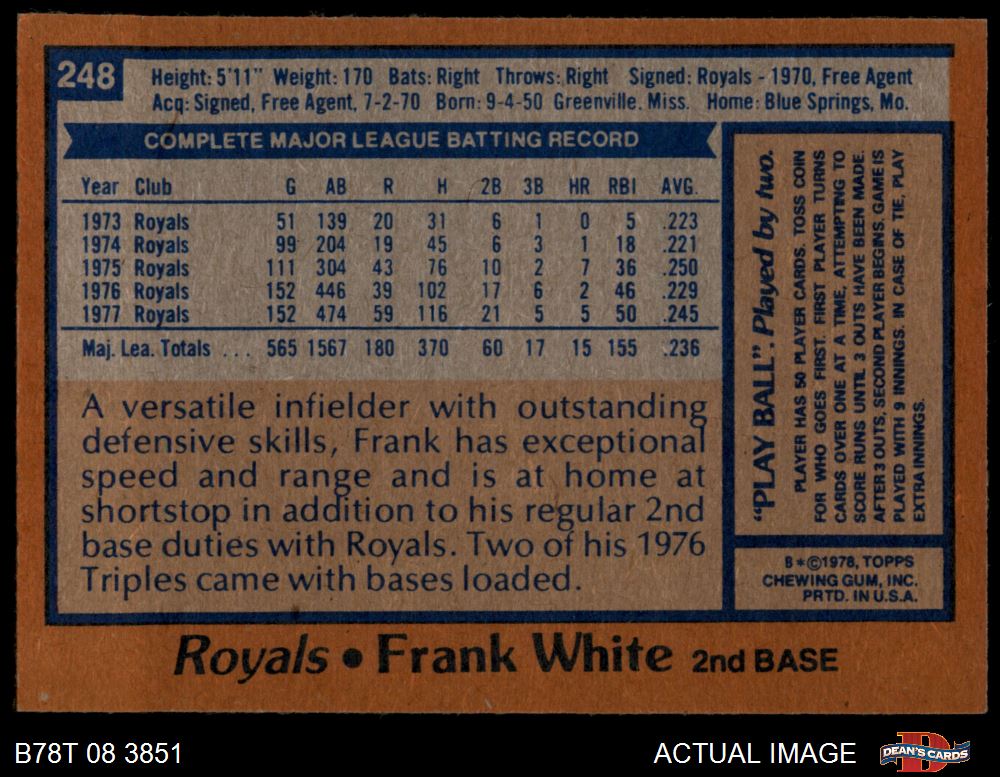 248
Height: 5'11" Weight: 170 Bats: Right Throws: Right Signed: Royals - 1970, Free Agent
Acq: Signed, Free Agent, 7-2-70 Born: 9-4-50 Greenville, Miss. Home: Blue Springs, Mo.
COMPLETE MAJOR LEAGUE BATTING RECORD
Year Club G AB R H 2B 3B HR RBI AVG.
1973 Royals 51 139 20 31 6 1 0 5 .223
1974 Royals 99 204 19 45 6 3 1 18 .221
1975 Royals 111 304 43 76 10 2 7 36 .250
1976 Royals 152 446 39 102 17 6 2 46 .229
1977 Royals 152 474 59 116 21 5 5 50 .245
Maj. Lea. Totals . . . 565 1567 180 370 60 17 15 155 .236
A versatile infielder with outstanding
defensive skills, Frank has exceptional
speed and range and is at home at
shortstop in addition to his regular 2nd
base duties with Royals. Two of his 1976
Triples came with bases loaded.
"PLAY BALL". Played by two.
PLAYER HAS 50 PLAYER CARDS. TOSS COIN
FOR WHO GOES FIRST. FIRST PLAYER TURNS
CARDS OVER ONE AT A TIME, ATTEMPTING TO
SCORE RUNS UNTIL 3 OUTS HAVE BEEN MADE.
AFTER 3 OUTS, SECOND PLAYER BEGINS. GAME IS
PLAYED WITH 9 INNINGS. IN CASE OF TIE, PLAY
EXTRA INNINGS.
B*©1978, TOPPS
CHEWING GUM, INC.
PRTD. IN U.S.A.
Royals • Frank White 2nd BASE
B78T 08 3851
ACTUAL IMAGE
DEAN'S CARDS